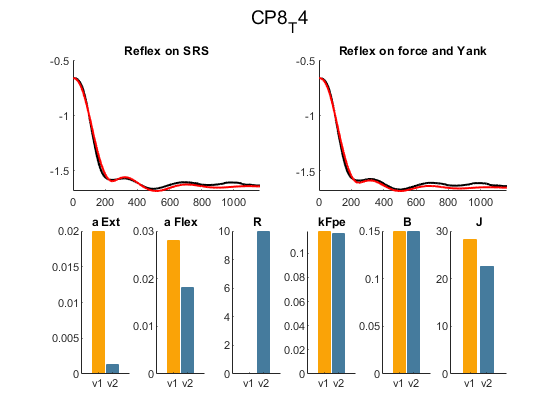 CP8_T4
Reflex on SRS
Reflex on force and Yank
-0.5
-1
-1.5
0 200 400 600 800 1000
-0.5
-1
-1.5
0 200 400 600 800 1000
a Ext
0.02
0.015
0.01
0.005
0
v1 v2
a Flex
0.03
0.02
0.01
0
v1 v2
R
10
8
6
4
2
0
v1 v2
kFpe
0.1
0.08
0.06
0.04
0.02
0
v1 v2
B
0.15
0.1
0.05
0
v1 v2
J
30
20
10
0
v1 v2